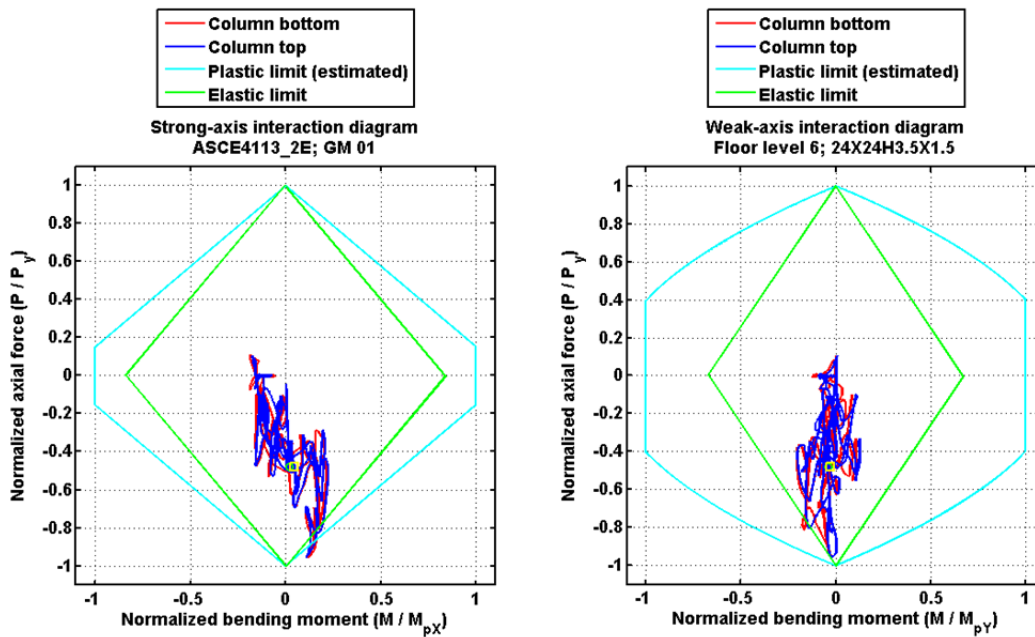 Column bottom
Column top
Plastic limit (estimated)
Elastic limit
Strong-axis interaction diagram
ASCE4113_2E; GM 01
1
0.8
0.6
0.4
0.2
0
-0.2
-0.4
-0.6
-0.8
-1
Normalized axial force (P / Py)
-1
-0.5
0
0.5
1
Normalized bending moment (M / MpX)
Column bottom
Column top
Plastic limit (estimated)
Elastic limit
Weak-axis interaction diagram
Floor level 6; 24X24H3.5X1.5
1
0.8
0.6
0.4
0.2
0
-0.2
-0.4
-0.6
-0.8
-1
Normalized axial force (P / Py)
-1
-0.5
0
0.5
1
Normalized bending moment (M / MpY)